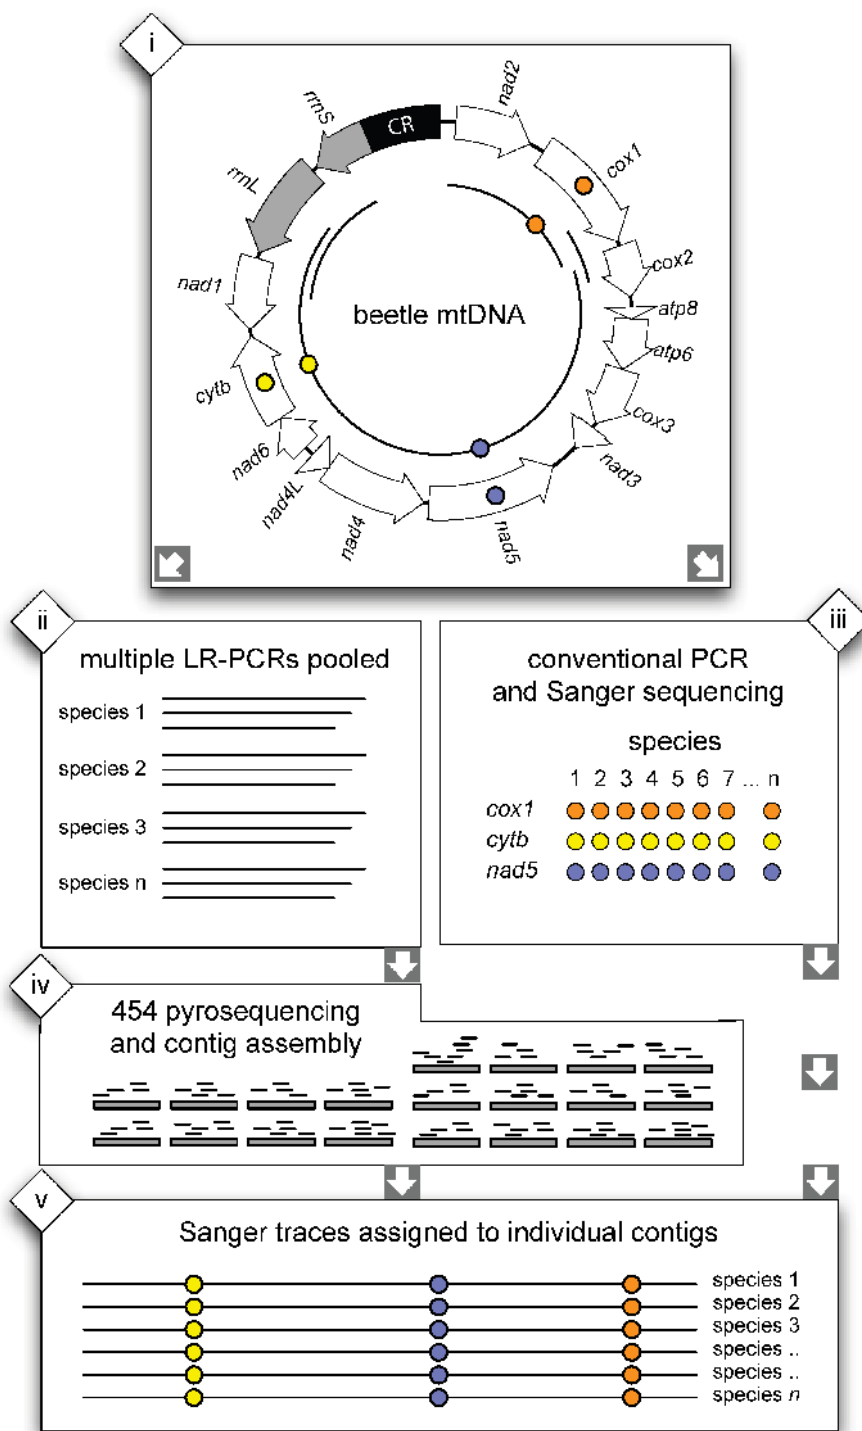 i
nad2
cox1
cox2
atp8
atp6
cox3
nad3
nad5
nad4
nad4L
nad6
cytb
nad1
rrnL
rrnS
CR
beetle mtDNA
ii
multiple LR-PCRs pooled
species 1
species 2
species 3
species n
iii
conventional PCR
and Sanger sequencing
species
1 2 3 4 5 6 7 ... n
cox1
cytb
nad5
iv
454 pyrosequencing
and contig assembly
v
Sanger traces assigned to individual contigs
species 1
species 2
species 3
species ..
species ..
species n